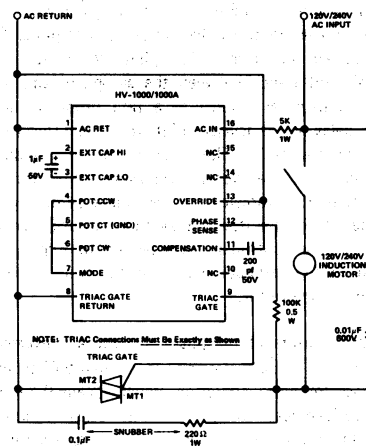 AC RETURN
120V/240V
AC INPUT
HV-1000/1000A
1 AC RET
AC IN 16
5K
1W
2 EXT CAP HI
NC 15
1µF
50V
3 EXT CAP LO
NC 14
4 POT CCW
OVERRIDE 13
5 POT CT (GND)
PHASE 12
SENSE
6 POT CW
COMPENSATION 11
200
pf
50V
120V/240V
INDUCTION
MOTOR
7 MODE
NC 10
8 TRIAC GATE
RETURN
TRIAC 9
GATE
100K
0.5
W
NOTE: TRIAC Connections Must Be Exactly as Shown
0.01µF
600V
TRIAC GATE
MT2
MT1
0.1µF
SNUBBER
220Ω
1W